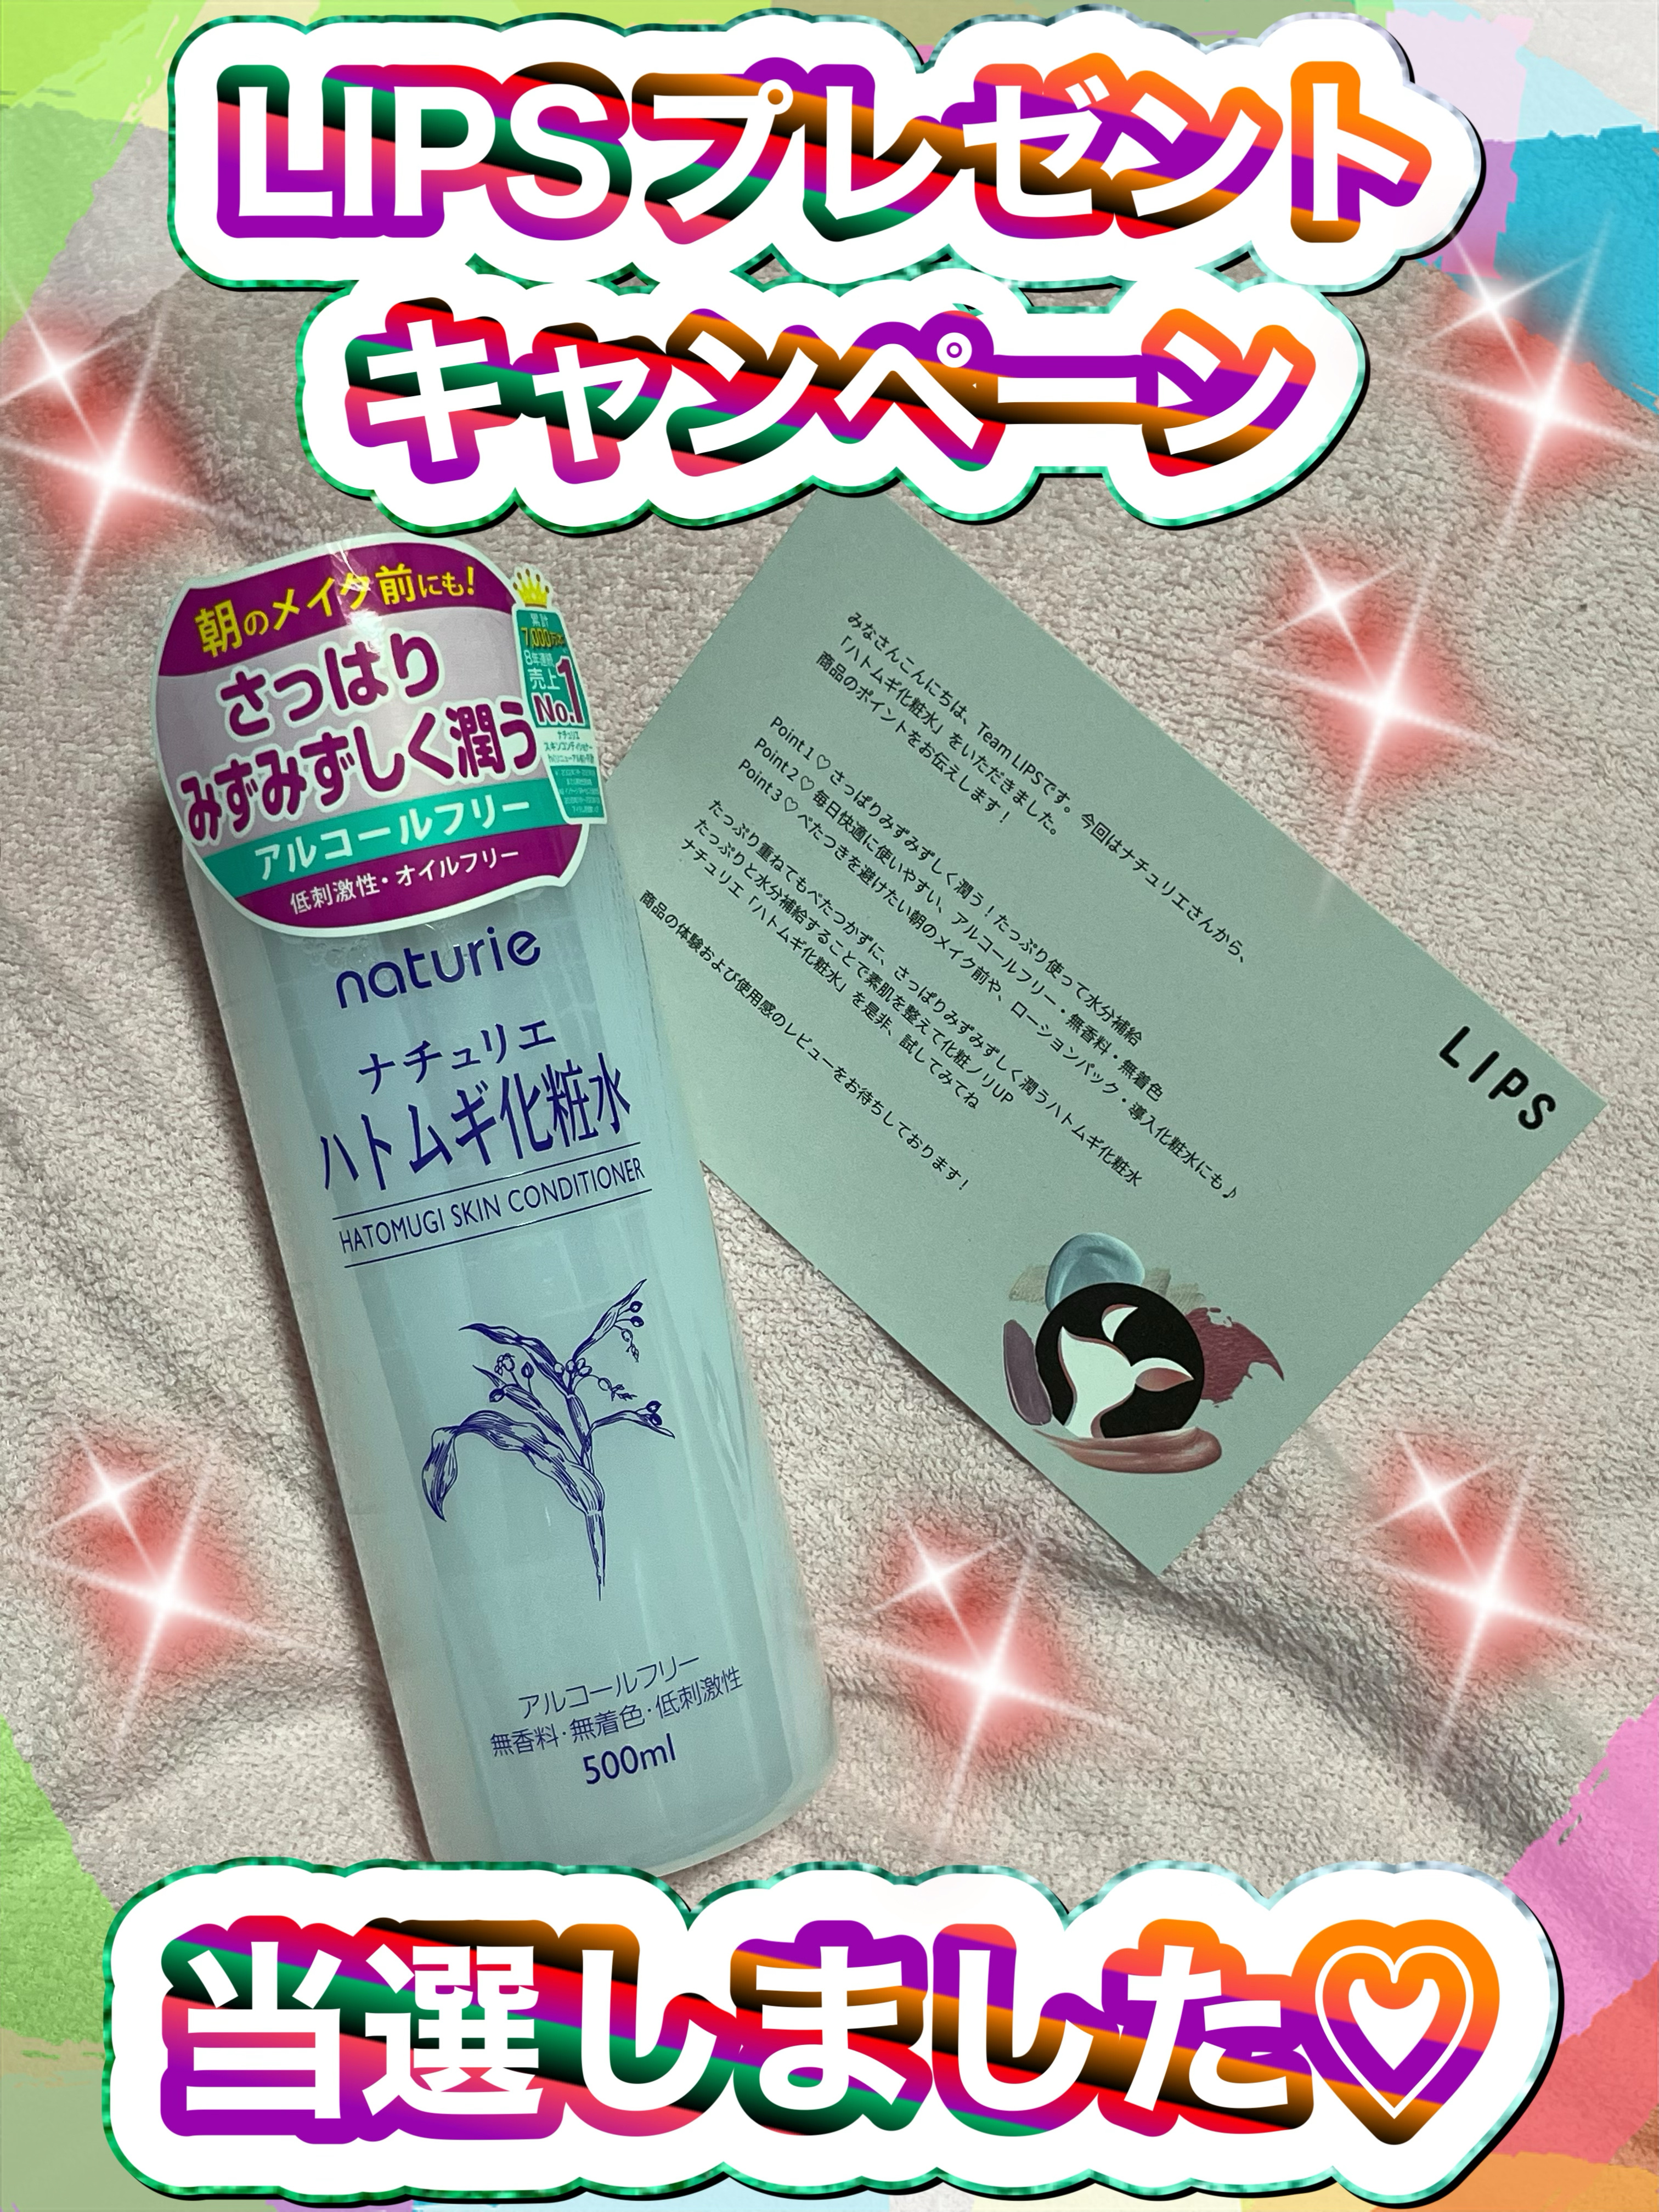 LIPSプレゼント
キャンペーン
朝のメイク前にも!
さっぱり
みずみずしく潤う
アルコールフリー
低刺激性・オイルフリー
累計
8年連続
売上
No.1
naturie
ナチュリエ
ハトムギ化粧水
HATOMUGI SKIN CONDITIONER
アルコールフリー
無香料・無着色・低刺激性
500ml
みなさんこんにちは、Team LIPSです。今回はナチュリエさんから、
「ハトムギ化粧水」をいただきました。
商品のポイントをお伝えします!
Point 1 ♡ さっぱりみずみずしく潤う!たっぷり使って水分補給
Point 2 ♡ 毎日快適に使いやすい、アルコールフリー・無香料・無着色
Point 3 ♡ べたつきを避けたい朝のメイク前や、ローションパック・導入化粧水にも♪
たっぷり重ねてもべたつかずに、さっぱりみずみずしく潤うハトムギ化粧水
たっぷりと水分補給することで素肌を整えて化粧ノリUP
ナチュリエ「ハトムギ化粧水」を是非、試してみてね
商品の体験および使用感のレビューをお待ちしております!
LIPS
当選しました♡